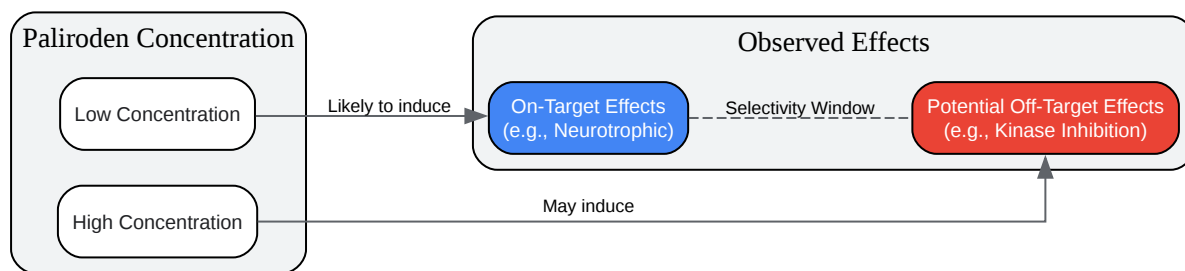 Paliroden Concentration
Low Concentration
High Concentration
Likely to induce
May induce
Observed Effects
On-Target Effects
(e.g., Neurotrophic)
Selectivity Window
Potential Off-Target Effects
(e.g., Kinase Inhibition)